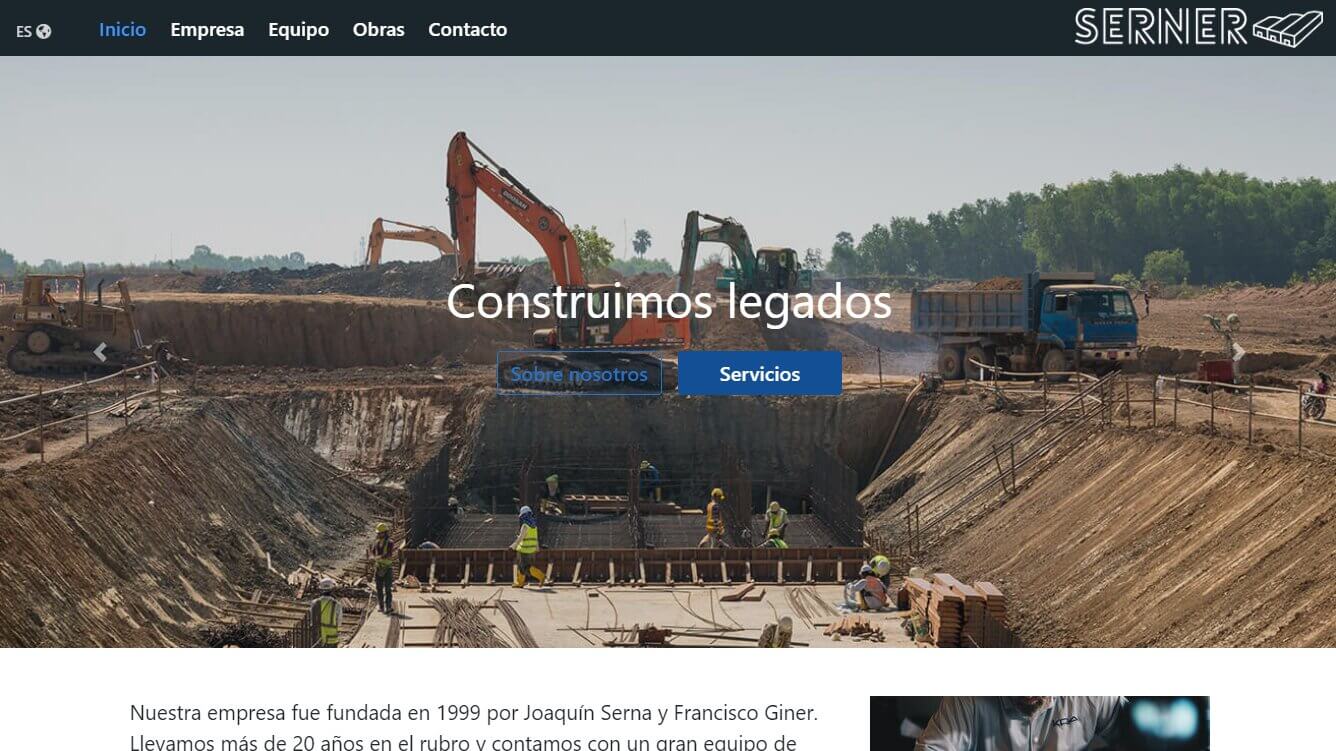 ES
Inicio
Empresa
Equipo
Obras
Contacto
SERNER
DOOSAN
Construimos legados
Sobre nosotros
Servicios
Nuestra empresa fue fundada en 1999 por Joaquín Serna y Francisco Giner.
Llevamos más de 20 años en el rubro y contamos con un gran equipo de